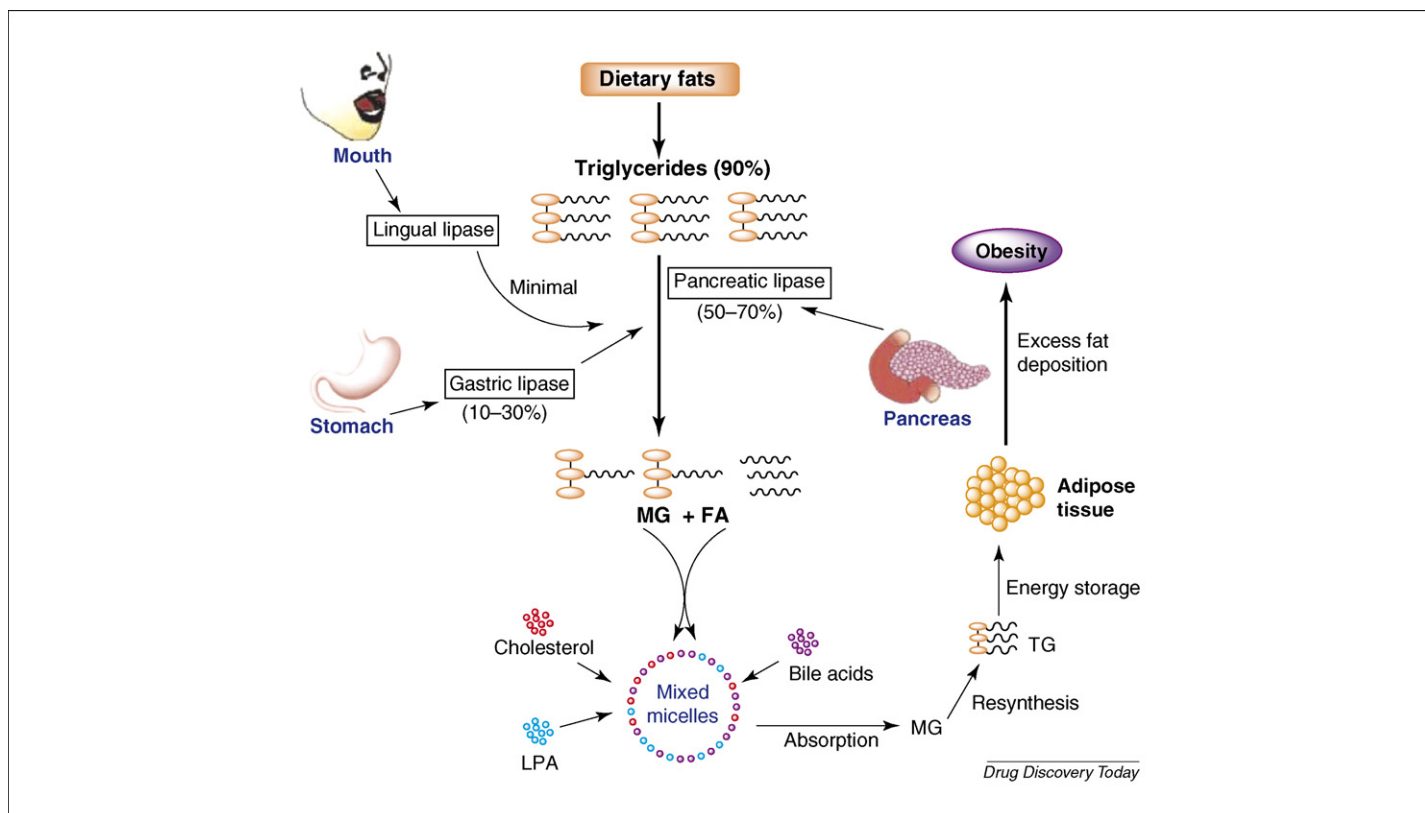 Dietary fats
Mouth
Triglycerides (90%)
Lingual lipase
Minimal
Pancreatic lipase
(50–70%)
Obesity
Stomach
Gastric lipase
(10–30%)
Pancreas
Excess fat
deposition
MG + FA
Adipose
tissue
Energy storage
Cholesterol
Bile acids
TG
Mixed
micelles
LPA
Absorption
MG
Resynthesis
Drug Discovery Today